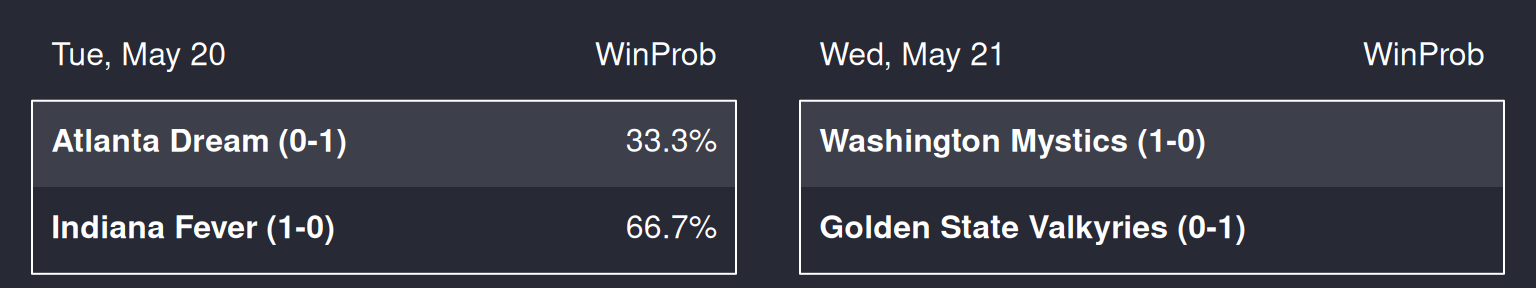 Tue, May 20 WinProb
Atlanta Dream (0-1) 33.3%
Indiana Fever (1-0) 66.7%
Wed, May 21 WinProb
Washington Mystics (1-0)
Golden State Valkyries (0-1)